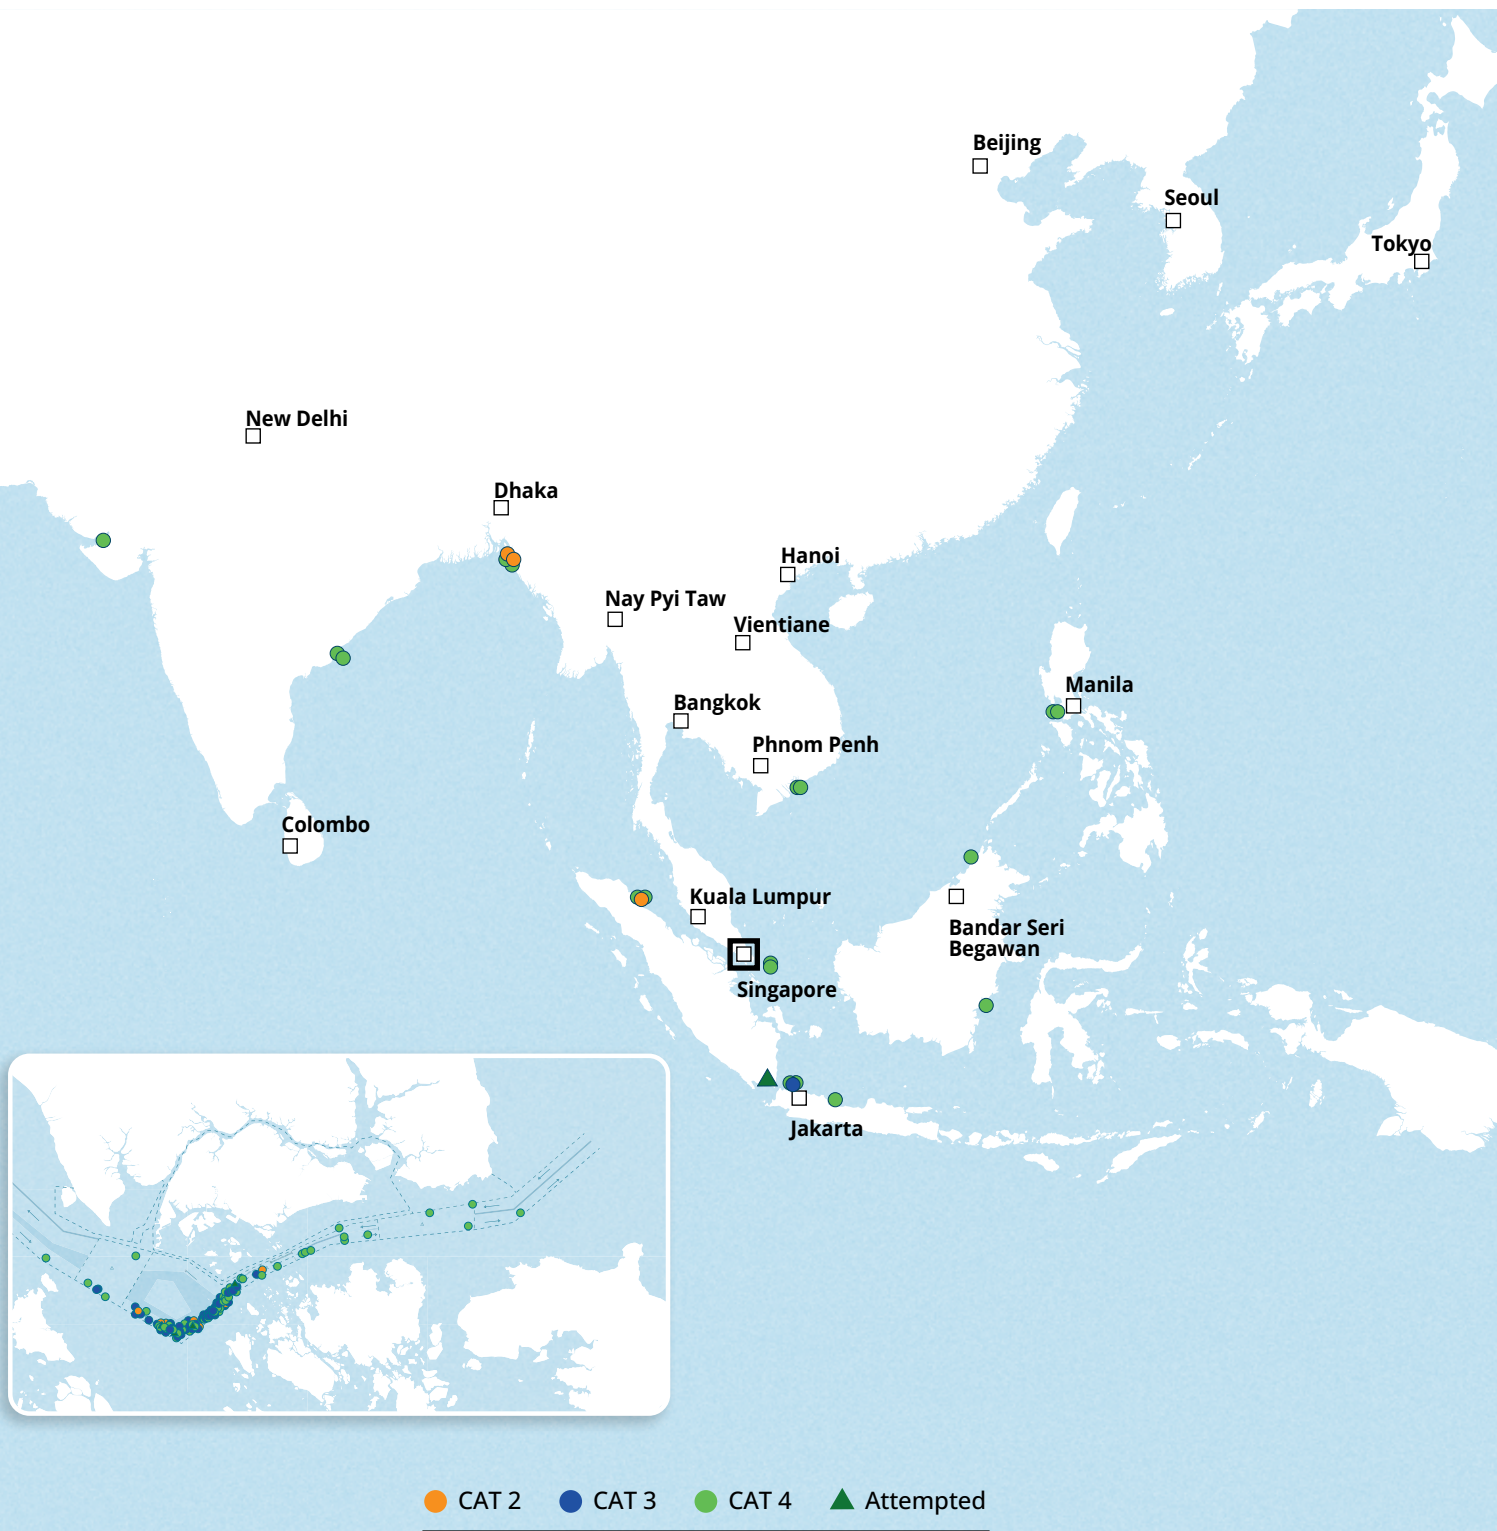 Beijing
Seoul
Tokyo
New Delhi
Dhaka
Hanoi
Nay Pyi Taw
Vientiane
Manila
Bangkok
Phnom Penh
Colombo
Kuala Lumpur
Bandar Seri
Begawan
Singapore
Jakarta
CAT 2
CAT 3
CAT 4
Attempted